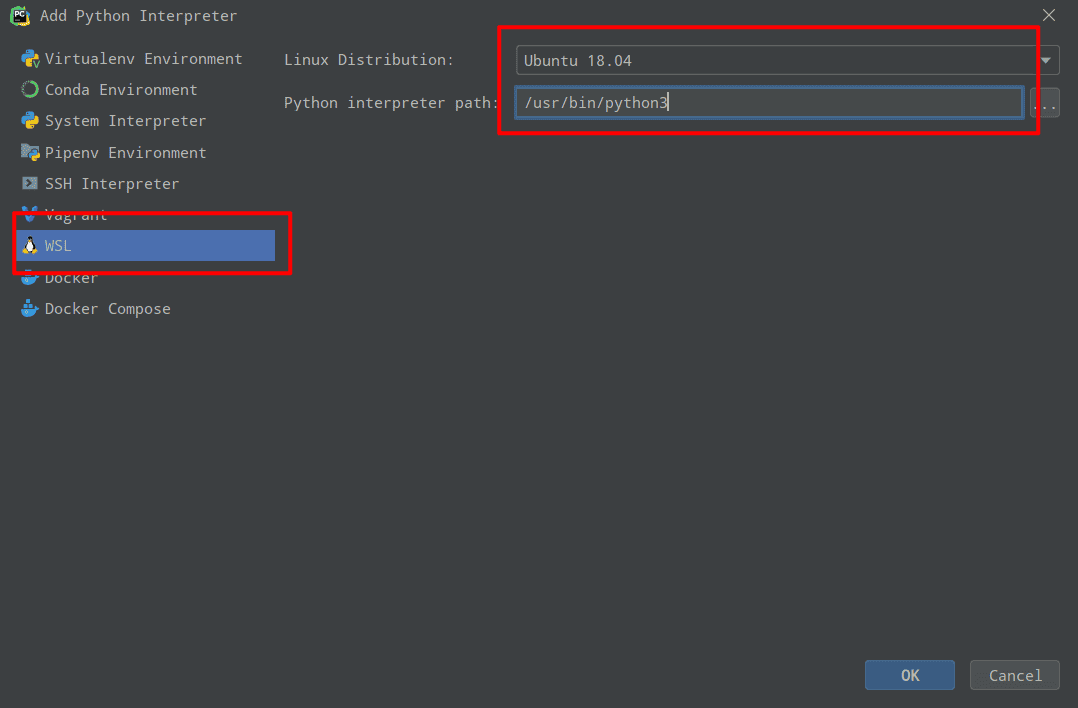 Add Python Interpreter
Virtualenv Environment
Conda Environment
System Interpreter
Pipenv Environment
SSH Interpreter
Vagrant
WSL
Docker
Docker Compose
Linux Distribution: Ubuntu 18.04
Python interpreter path: /usr/bin/python3 ...
OK Cancel